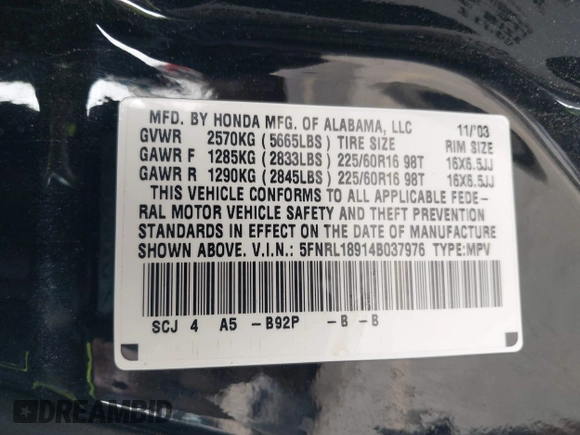 MFD. BY HONDA MFG. OF ALABAMA, LLC 11/'03
GVWR 2570KG (5665LBS) TIRE SIZE RIM SIZE
GAWR F 1285KG (2833LBS) 225/60R16 98T 16X6.5JJ
GAWR R 1290KG (2845LBS) 225/60R16 98T 16X6.5JJ
THIS VEHICLE CONFORMS TO ALL APPLICABLE FEDE-
RAL MOTOR VEHICLE SAFETY AND THEFT PREVENTION
STANDARDS IN EFFECT ON THE DATE OF MANUFACTURE
SHOWN ABOVE. V.I.N.: 5FNRL18914B037976 TYPE:MPV
SCJ 4 A5 -B92P -B -B
DREAMBID